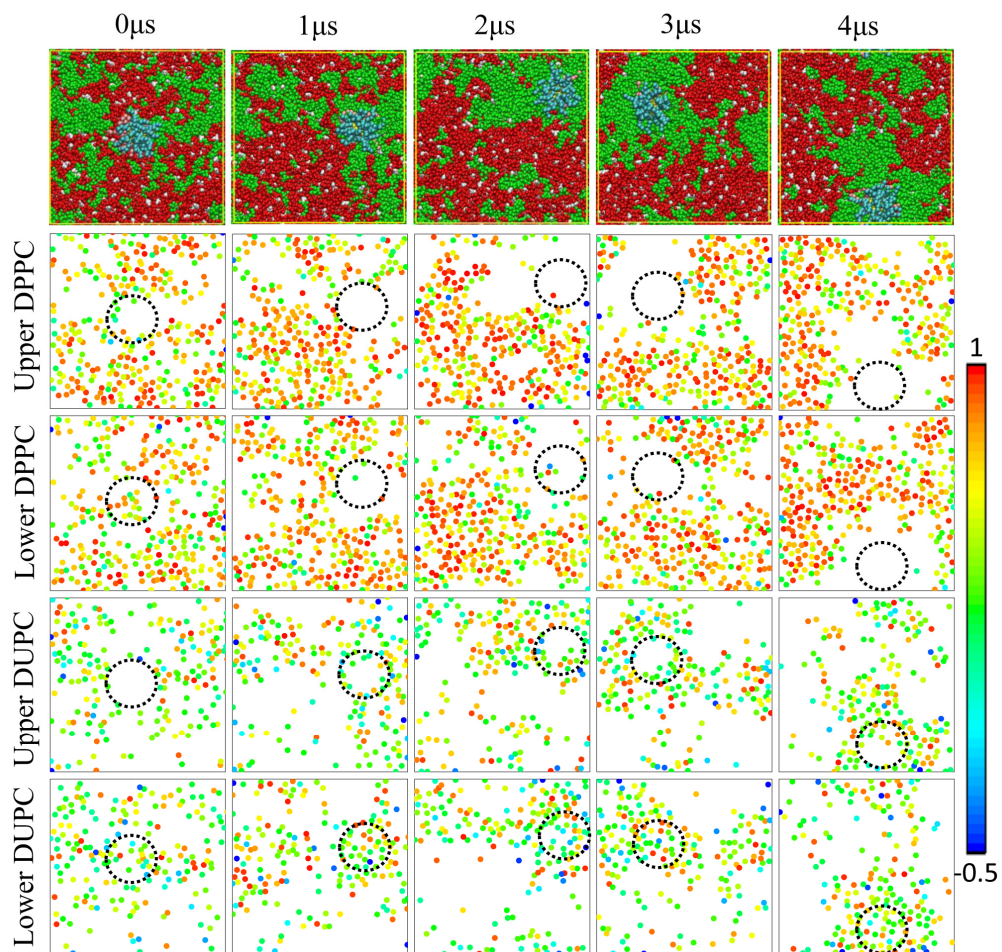 0μs 1μs 2μs 3μs 4μs
Upper DPPC
Lower DPPC
Upper DUPC
Lower DUPC
1
-0.5